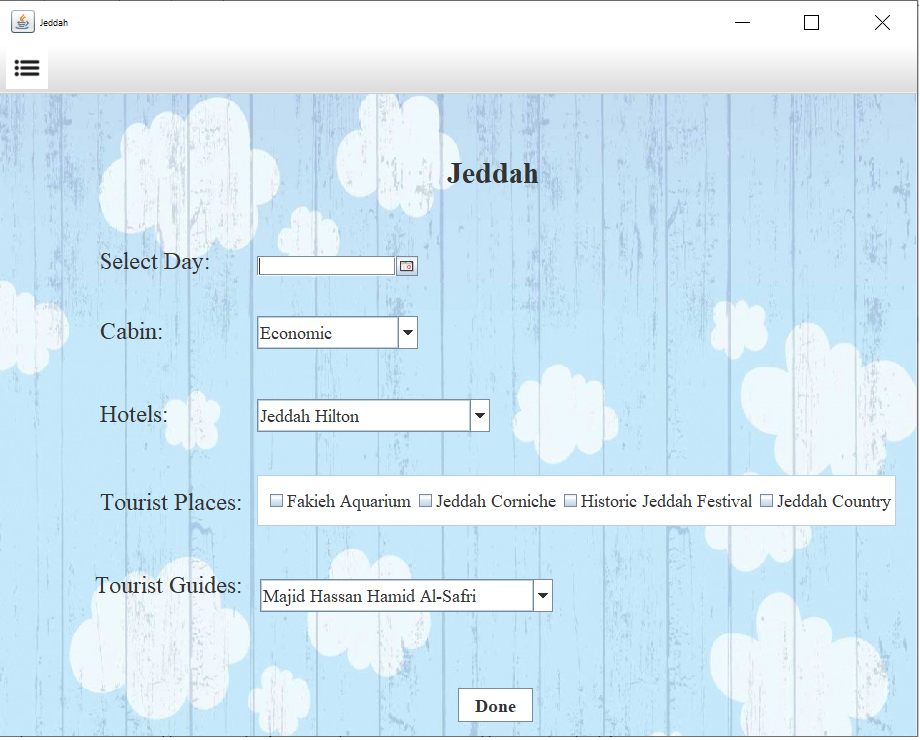 Jeddah
Jeddah
Select Day:
Cabin: Economic
Hotels: Jeddah Hilton
Tourist Places: Fakieh Aquarium Jeddah Corniche Historic Jeddah Festival Jeddah Country
Tourist Guides: Majid Hassan Hamid Al-Safri
Done